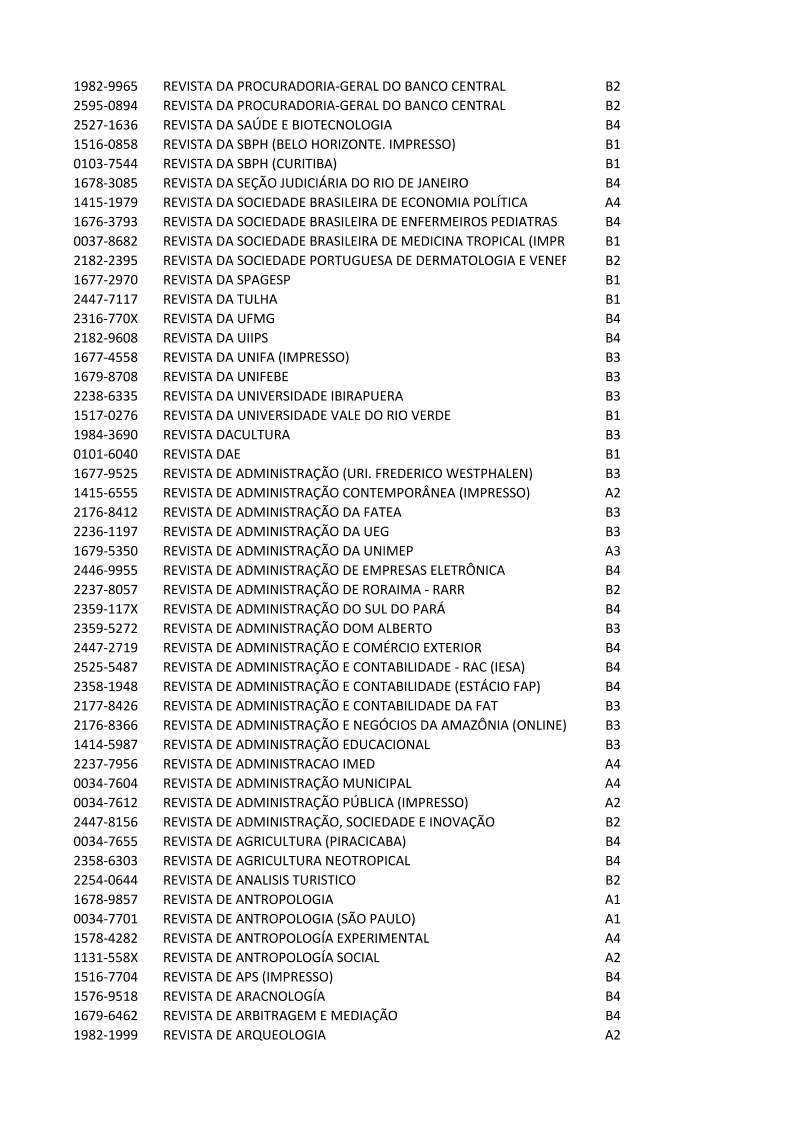 1982-9965 REVISTA DA PROCURADORIA-GERAL DO BANCO CENTRAL B2
2595-0894 REVISTA DA PROCURADORIA-GERAL DO BANCO CENTRAL B2
2527-1636 REVISTA DA SAÚDE E BIOTECNOLOGIA B4
1516-0858 REVISTA DA SBPH (BELO HORIZONTE. IMPRESSO) B1
0103-7544 REVISTA DA SBPH (CURITIBA) B1
1678-3085 REVISTA DA SEÇÃO JUDICIÁRIA DO RIO DE JANEIRO B4
1415-1979 REVISTA DA SOCIEDADE BRASILEIRA DE ECONOMIA POLÍTICA A4
1676-3793 REVISTA DA SOCIEDADE BRASILEIRA DE ENFERMEIROS PEDIATRAS B4
0037-8682 REVISTA DA SOCIEDADE BRASILEIRA DE MEDICINA TROPICAL (IMPR B1
2182-2395 REVISTA DA SOCIEDADE PORTUGUESA DE DERMATOLOGIA E VENEF B2
1677-2970 REVISTA DA SPAGESP B1
2447-7117 REVISTA DA TULHA B1
2316-770X REVISTA DA UFMG B4
2182-9608 REVISTA DA UIIPS B4
1677-4558 REVISTA DA UNIFA (IMPRESSO) B3
1679-8708 REVISTA DA UNIFEBE B3
2238-6335 REVISTA DA UNIVERSIDADE IBIRAPUERA B3
1517-0276 REVISTA DA UNIVERSIDADE VALE DO RIO VERDE B1
1984-3690 REVISTA DACULTURA B3
0101-6040 REVISTA DAE B1
1677-9525 REVISTA DE ADMINISTRAÇÃO (URI. FREDERICO WESTPHALEN) B3
1415-6555 REVISTA DE ADMINISTRAÇÃO CONTEMPORÂNEA (IMPRESSO) A2
2176-8412 REVISTA DE ADMINISTRAÇÃO DA FATEA B3
2236-1197 REVISTA DE ADMINISTRAÇÃO DA UEG B3
1679-5350 REVISTA DE ADMINISTRAÇÃO DA UNIMEP A3
2446-9955 REVISTA DE ADMINISTRAÇÃO DE EMPRESAS ELETRÔNICA B4
2237-8057 REVISTA DE ADMINISTRAÇÃO DE RORAIMA - RARR B2
2359-117X REVISTA DE ADMINISTRAÇÃO DO SUL DO PARÁ B4
2359-5272 REVISTA DE ADMINISTRAÇÃO DOM ALBERTO B3
2447-2719 REVISTA DE ADMINISTRAÇÃO E COMÉRCIO EXTERIOR B4
2525-5487 REVISTA DE ADMINISTRAÇÃO E CONTABILIDADE - RAC (IESA) B4
2358-1948 REVISTA DE ADMINISTRAÇÃO E CONTABILIDADE (ESTÁCIO FAP) B4
2177-8426 REVISTA DE ADMINISTRAÇÃO E CONTABILIDADE DA FAT B3
2176-8366 REVISTA DE ADMINISTRAÇÃO E NEGÓCIOS DA AMAZÔNIA (ONLINE) B3
1414-5987 REVISTA DE ADMINISTRAÇÃO EDUCACIONAL B3
2237-7956 REVISTA DE ADMINISTRACAO IMED A4
0034-7604 REVISTA DE ADMINISTRAÇÃO MUNICIPAL A4
0034-7612 REVISTA DE ADMINISTRAÇÃO PÚBLICA (IMPRESSO) A2
2447-8156 REVISTA DE ADMINISTRAÇÃO, SOCIEDADE E INOVAÇÃO B2
0034-7655 REVISTA DE AGRICULTURA (PIRACICABA) B4
2358-6303 REVISTA DE AGRICULTURA NEOTROPICAL B4
2254-0644 REVISTA DE ANALISIS TURISTICO B2
1678-9857 REVISTA DE ANTROPOLOGIA A1
0034-7701 REVISTA DE ANTROPOLOGIA (SÃO PAULO) A1
1578-4282 REVISTA DE ANTROPOLOGÍA EXPERIMENTAL A4
1131-558X REVISTA DE ANTROPOLOGÍA SOCIAL A2
1516-7704 REVISTA DE APS (IMPRESSO) B4
1576-9518 REVISTA DE ARACNOLOGÍA B4
1679-6462 REVISTA DE ARBITRAGEM E MEDIAÇÃO B4
1982-1999 REVISTA DE ARQUEOLOGIA A2